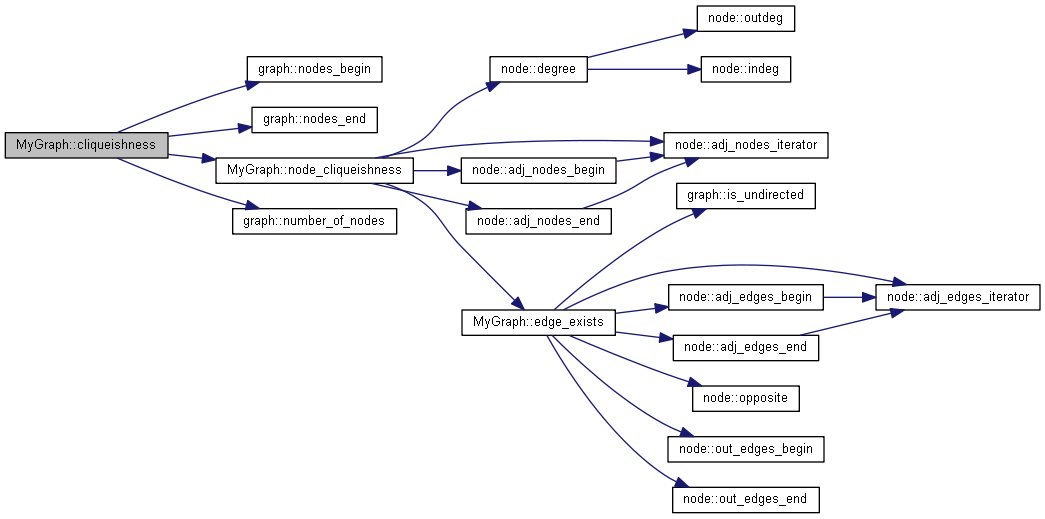 node::outdeg
graph::nodes_begin
node::degree
node::indeg
graph::nodes_end
MyGraph::cliqueishness
node::adj_nodes_iterator
MyGraph::node_cliqueishness
node::adj_nodes_begin
graph::is_undirected
graph::number_of_nodes
node::adj_nodes_end
node::adj_edges_begin
node::adj_edges_iterator
MyGraph::edge_exists
node::adj_edges_end
node::opposite
node::out_edges_begin
node::out_edges_end